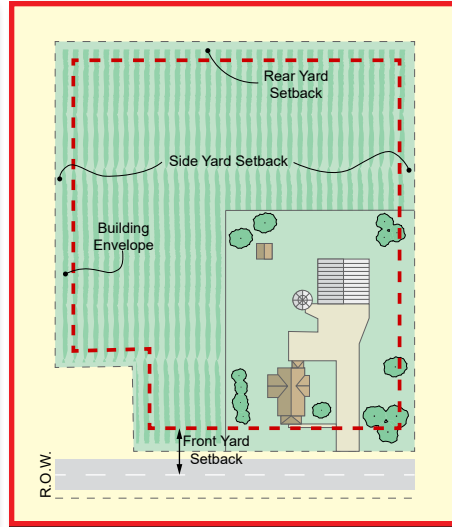 Rear Yard
Setback
Side Yard Setback
Building
Envelope
Front Yard
Setback
R.O.W.